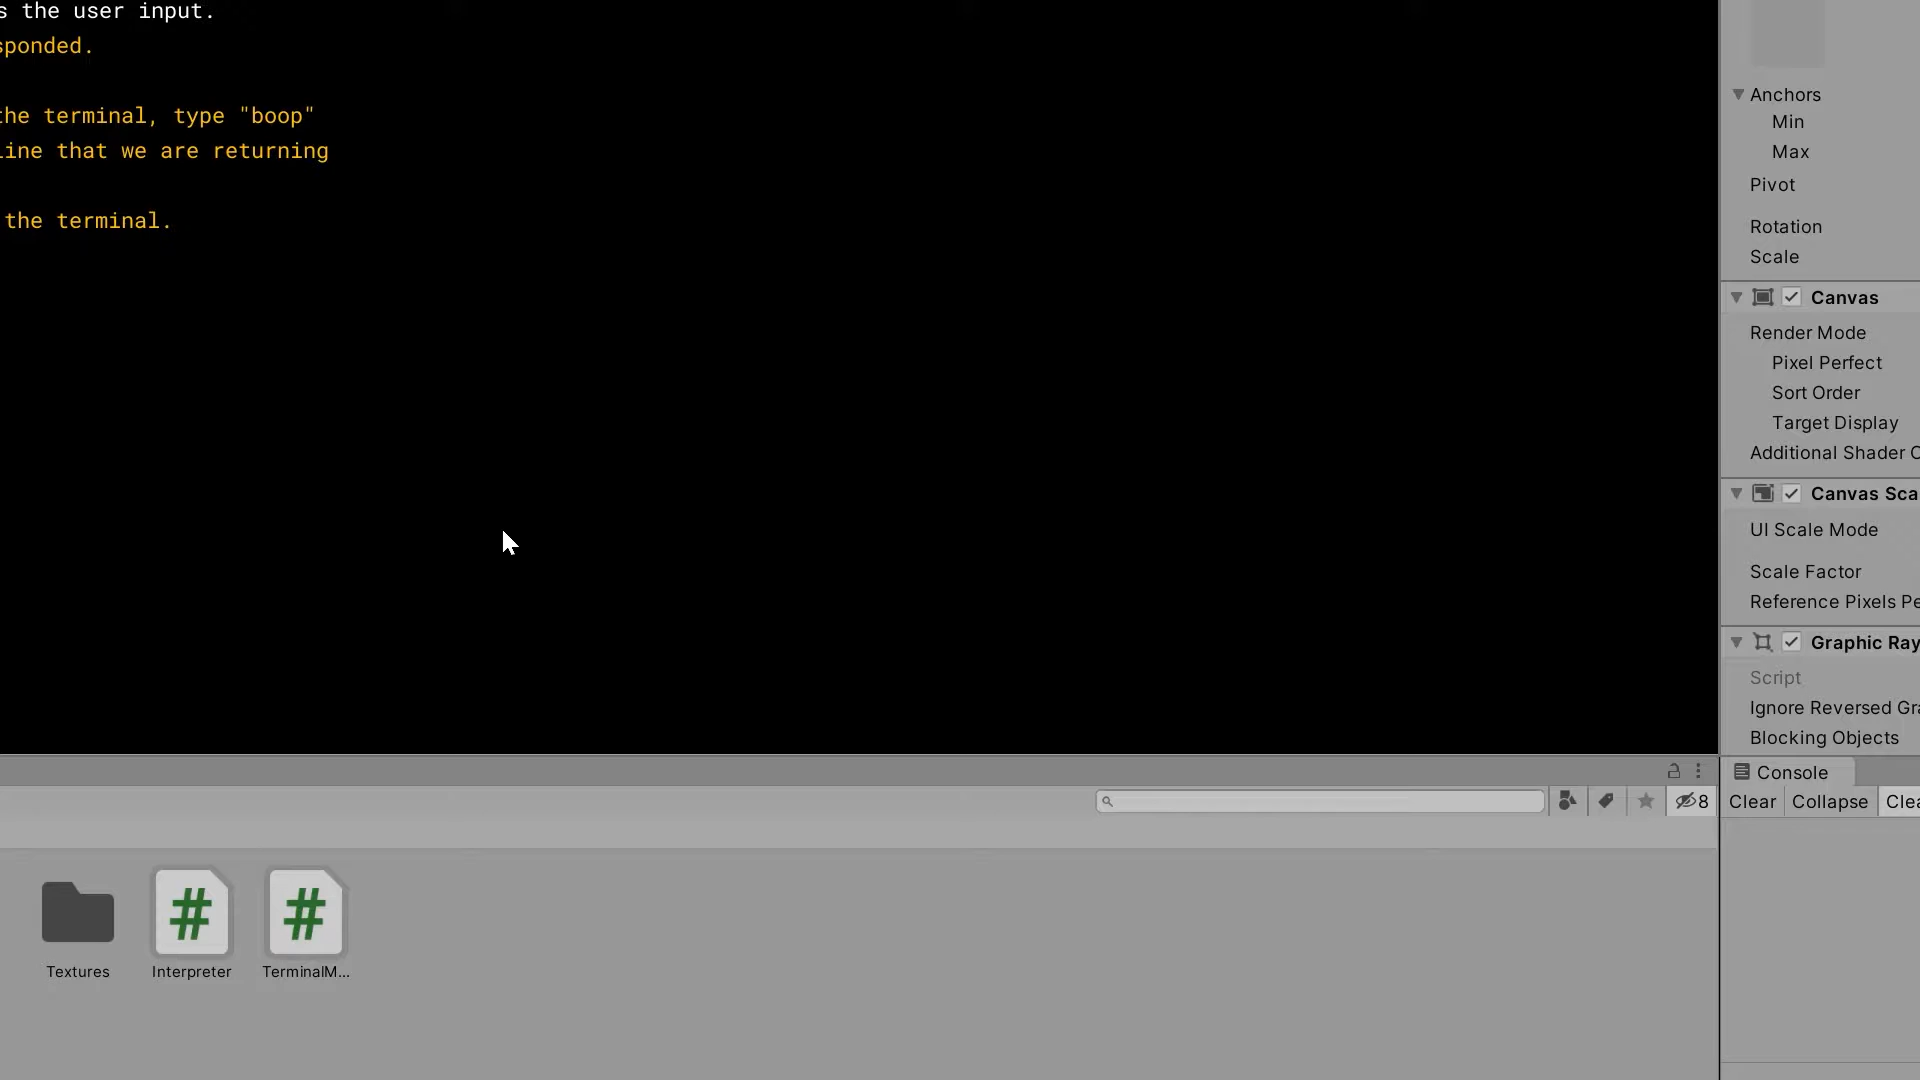 s the user input.
sponded.
the terminal, type "boop"
line that we are returning
the terminal.
Anchors
Min
Max
Pivot
Rotation
Scale
Canvas
Render Mode
Pixel Perfect
Sort Order
Target Display
Additional Shader C
Canvas Sca
UI Scale Mode
Scale Factor
Reference Pixels Pe
Graphic Ray
Script
Ignore Reversed Gra
Blocking Objects
8
Console
Clear Collapse Clea
Textures
Interpreter
TerminalM...